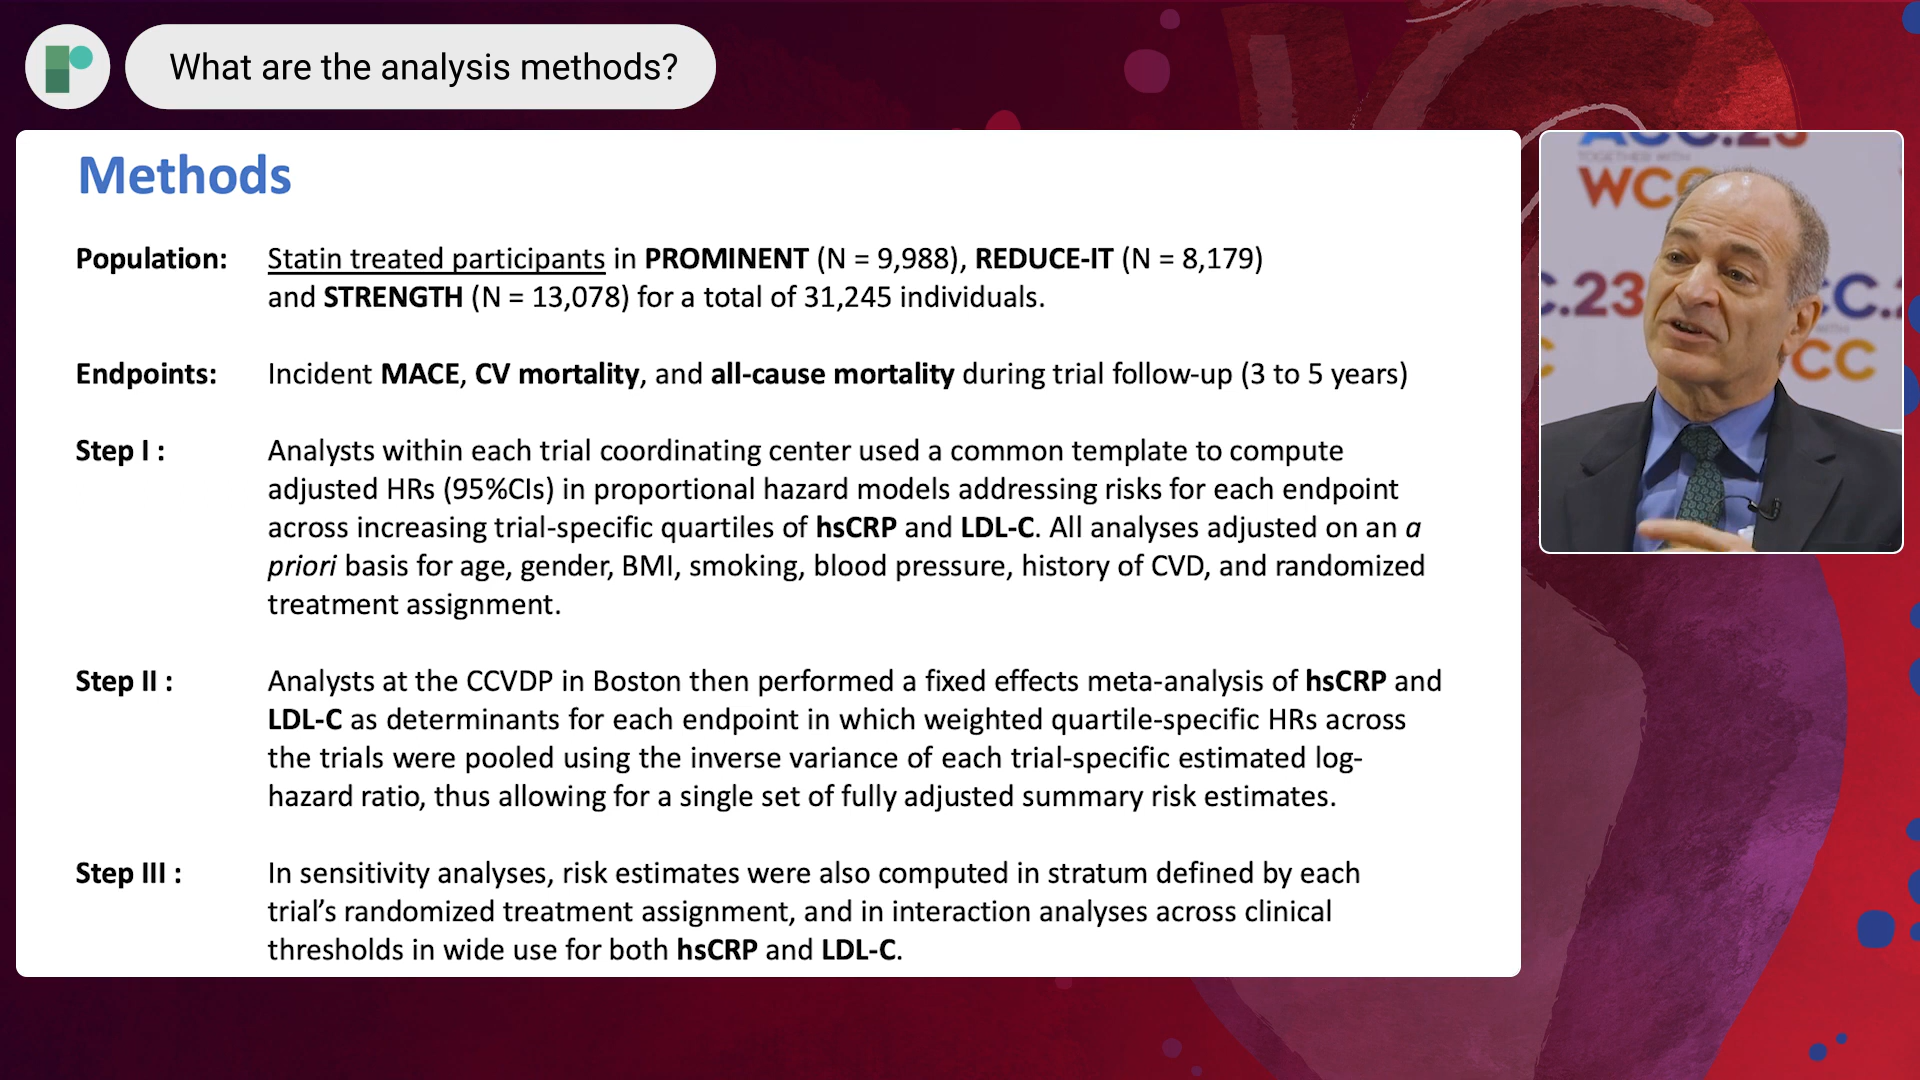 What are the analysis methods?
Methods
Population: Statin treated participants in PROMINENT (N = 9,988), REDUCE-IT (N = 8,179)
and STRENGTH (N = 13,078) for a total of 31,245 individuals.
Endpoints: Incident MACE, CV mortality, and all-cause mortality during trial follow-up (3 to 5 years)
Step I : Analysts within each trial coordinating center used a common template to compute
adjusted HRs (95%CIs) in proportional hazard models addressing risks for each endpoint
across increasing trial-specific quartiles of hsCRP and LDL-C. All analyses adjusted on an a
priori basis for age, gender, BMI, smoking, blood pressure, history of CVD, and randomized
treatment assignment.
Step II : Analysts at the CCVDP in Boston then performed a fixed effects meta-analysis of hsCRP and
LDL-C as determinants for each endpoint in which weighted quartile-specific HRs across
the trials were pooled using the inverse variance of each trial-specific estimated log-
hazard ratio, thus allowing for a single set of fully adjusted summary risk estimates.
Step III : In sensitivity analyses, risk estimates were also computed in stratum defined by each
trial’s randomized treatment assignment, and in interaction analyses across clinical
thresholds in wide use for both hsCRP and LDL-C.
ACC.23
TOGETHER WITH
WCC
C.23
CC.2
CC